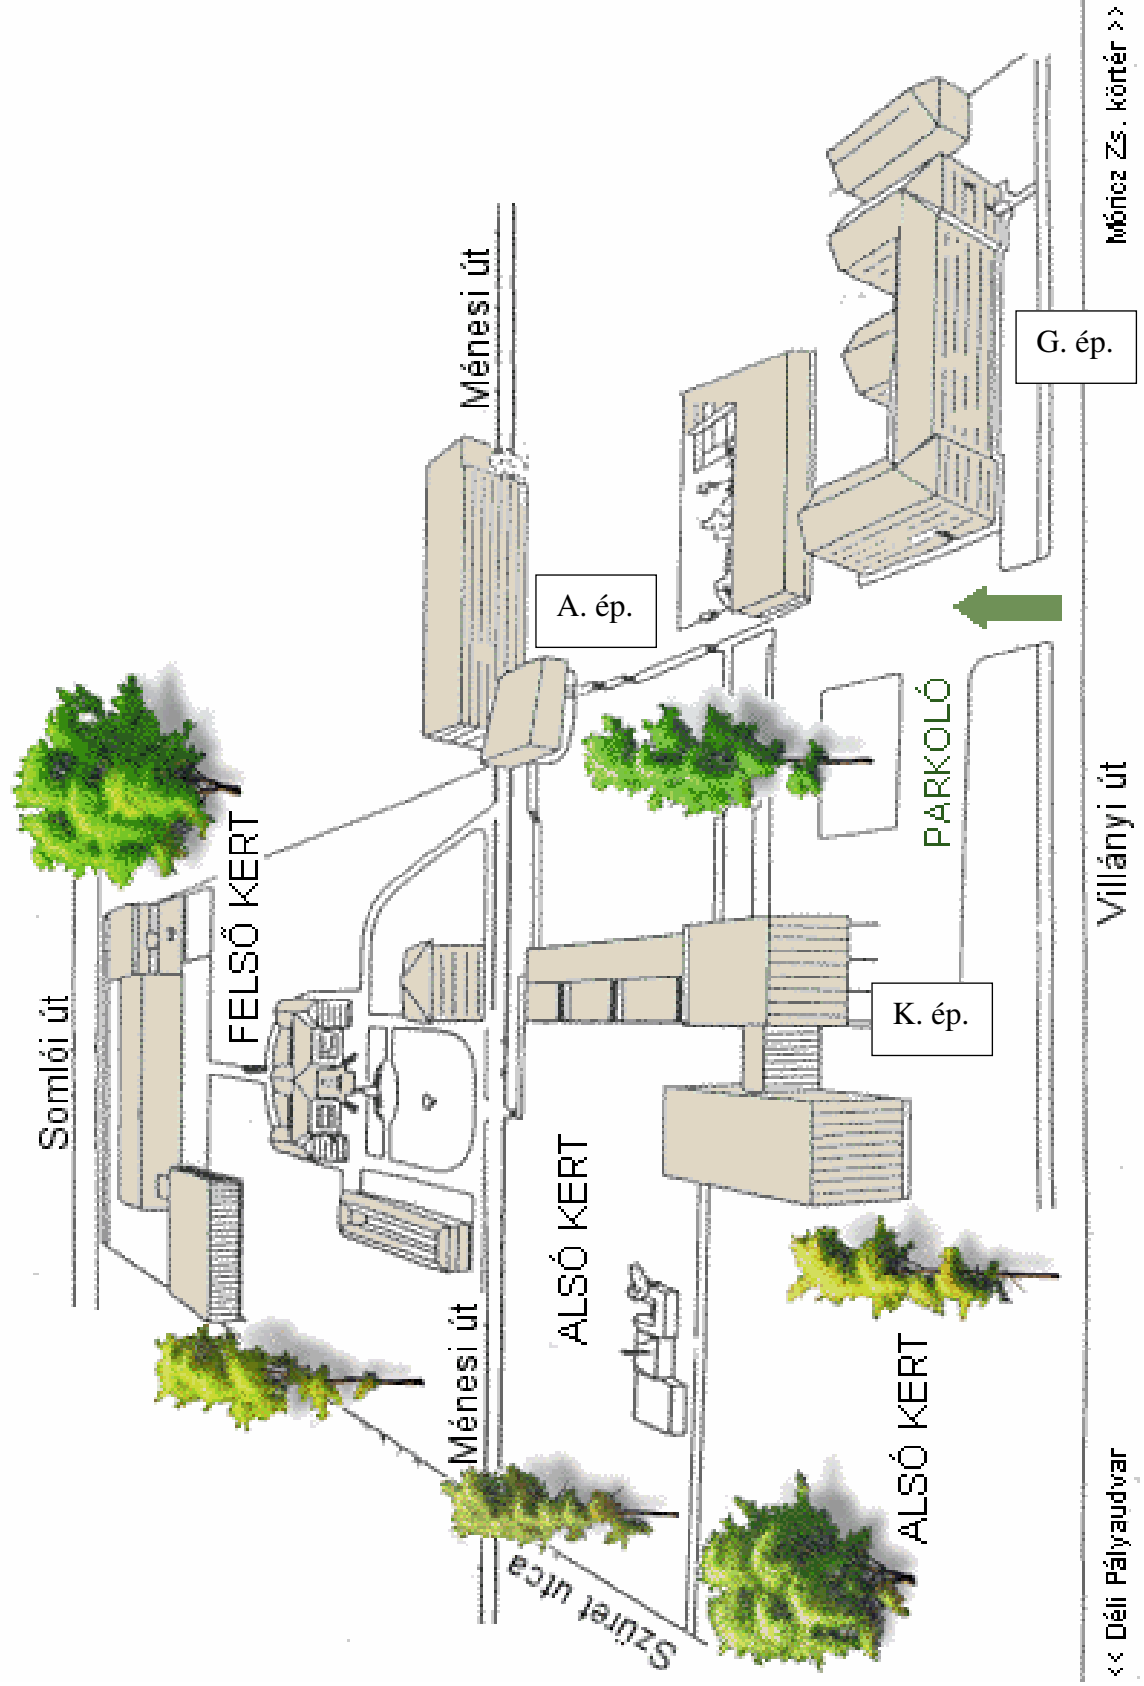 Somlói út
FELSŐ KERT
Ménesi út
Ménesi út
A. ép.
Szüret utca
ALSÓ KERT
ALSÓ KERT
K. ép.
PARKOLÓ
G. ép.
Villányi út
<< Déli Pályaudvar
Móricz Zs. körtér >>